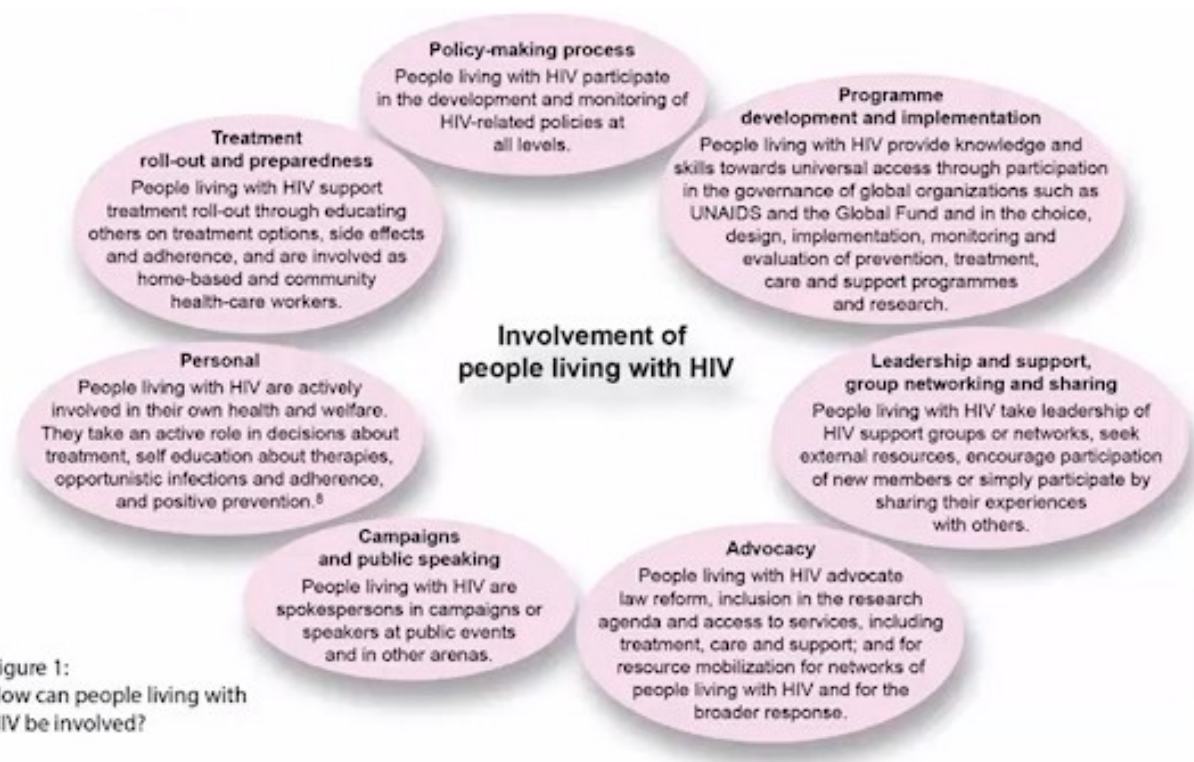 Policy-making process
People living with HIV participate
in the development and monitoring of
HIV-related policies at
all levels.
Programme
development and implementation
People living with HIV provide knowledge and
skills towards universal access through participation
in the governance of global organizations such as
UNAIDS and the Global Fund and in the choice,
design, implementation, monitoring and
evaluation of prevention, treatment,
care and support programmes
and research.
Treatment
roll-out and preparedness
People living with HIV support
treatment roll-out through educating
others on treatment options, side effects
and adherence, and are involved as
home-based and community
health-care workers.
Involvement of
people living with HIV
Personal
People living with HIV are actively
involved in their own health and welfare.
They take an active role in decisions about
treatment, self education about therapies,
opportunistic infections and adherence,
and positive prevention.⁸
Leadership and support,
group networking and sharing
People living with HIV take leadership of
HIV support groups or networks, seek
external resources, encourage participation
of new members or simply participate by
sharing their experiences
with others.
Campaigns
and public speaking
People living with HIV are
spokespersons in campaigns or
speakers at public events
and in other arenas.
Advocacy
People living with HIV advocate
law reform, inclusion in the research
agenda and access to services, including
treatment, care and support; and for
resource mobilization for networks of
people living with HIV and for the
broader response.
igure 1:
ow can people living with
IV be involved?